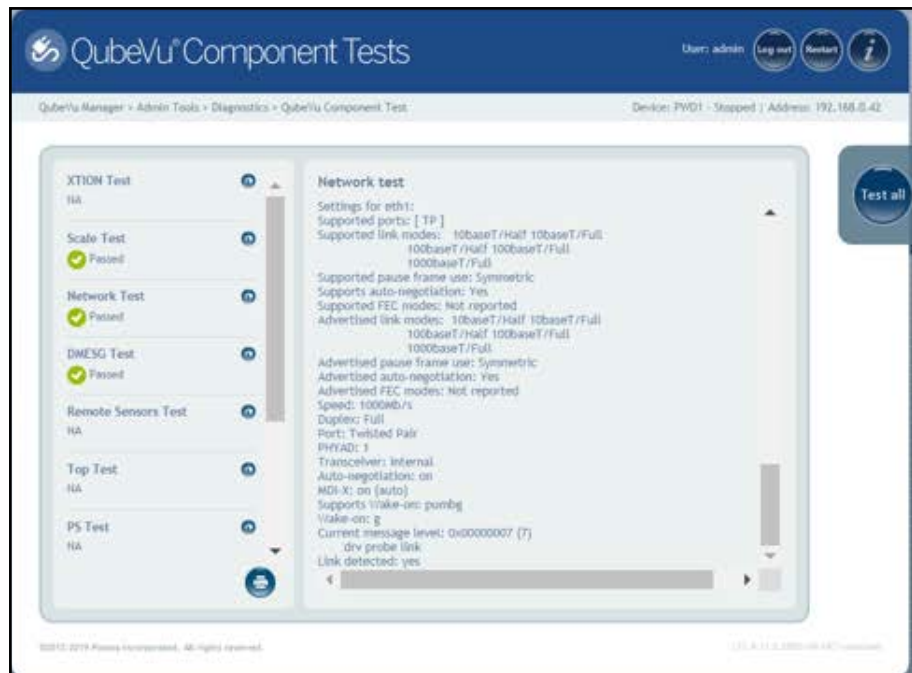 QubeVu® Component Tests
User: admin
Log out
Restart
i
QubeVu Manager > Admin Tools > Diagnostics > QubeVu Component Test
Device: PWD1 - Stopped | Address: 192.168.0.42
XTION Test
NA
Scale Test
Passed
Network Test
Passed
DMESG Test
Passed
Remote Sensors Test
NA
Top Test
NA
PS Test
NA
Network test
Settings for eth1:
Supported ports: [ TP ]
Supported link modes: 10baseT/Half 10baseT/Full
100baseT/Half 100baseT/Full
1000baseT/Full
Supported pause frame use: Symmetric
Supports auto-negotiation: Yes
Supported FEC modes: Not reported
Advertised link modes: 10baseT/Half 10baseT/Full
100baseT/Half 100baseT/Full
1000baseT/Full
Advertised pause frame use: Symmetric
Advertised auto-negotiation: Yes
Advertised FEC modes: Not reported
Speed: 1000Mb/s
Duplex: Full
Port: Twisted Pair
PHYAD: 1
Transceiver: internal
Auto-negotiation: on
MDI-X: on (auto)
Supports Wake-on: pumbg
Wake-on: g
Current message level: 0x00000007 (7)
drv probe link
Link detected: yes
Test all
©2012-2019 Postea Incorporated. All rights reserved.